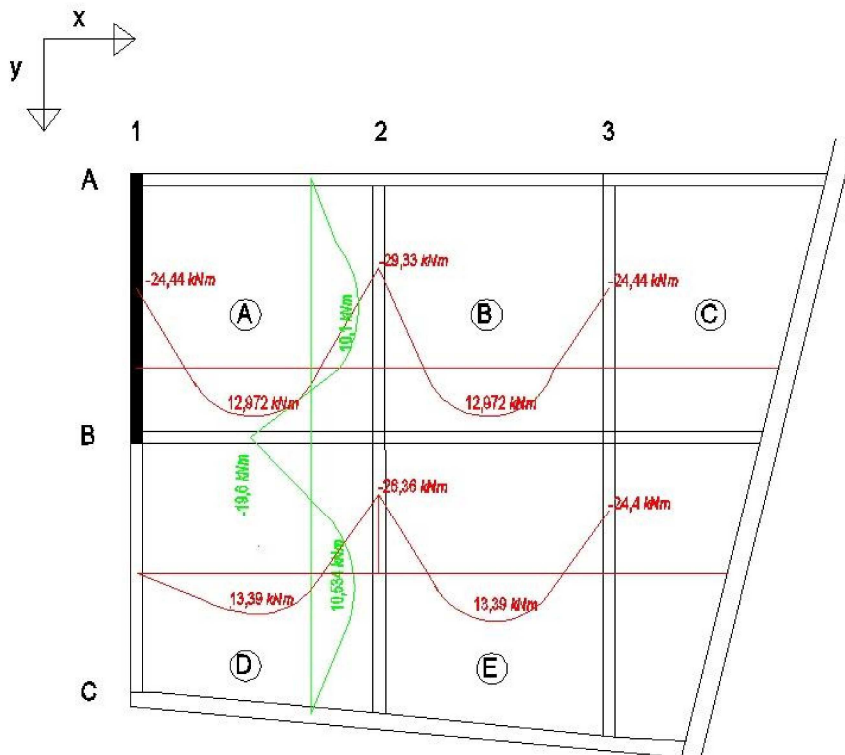 x
y
1 2 3
A
-29,33 kNm
-24,44 kNm -24,44 kNm
A B C
10,1 kNm
12,972 kNm 12,972 kNm
B
-19,6 kNm
-26,36 kNm
-24,4 kNm
10,534 kNm
13,39 kNm 13,39 kNm
D E
C